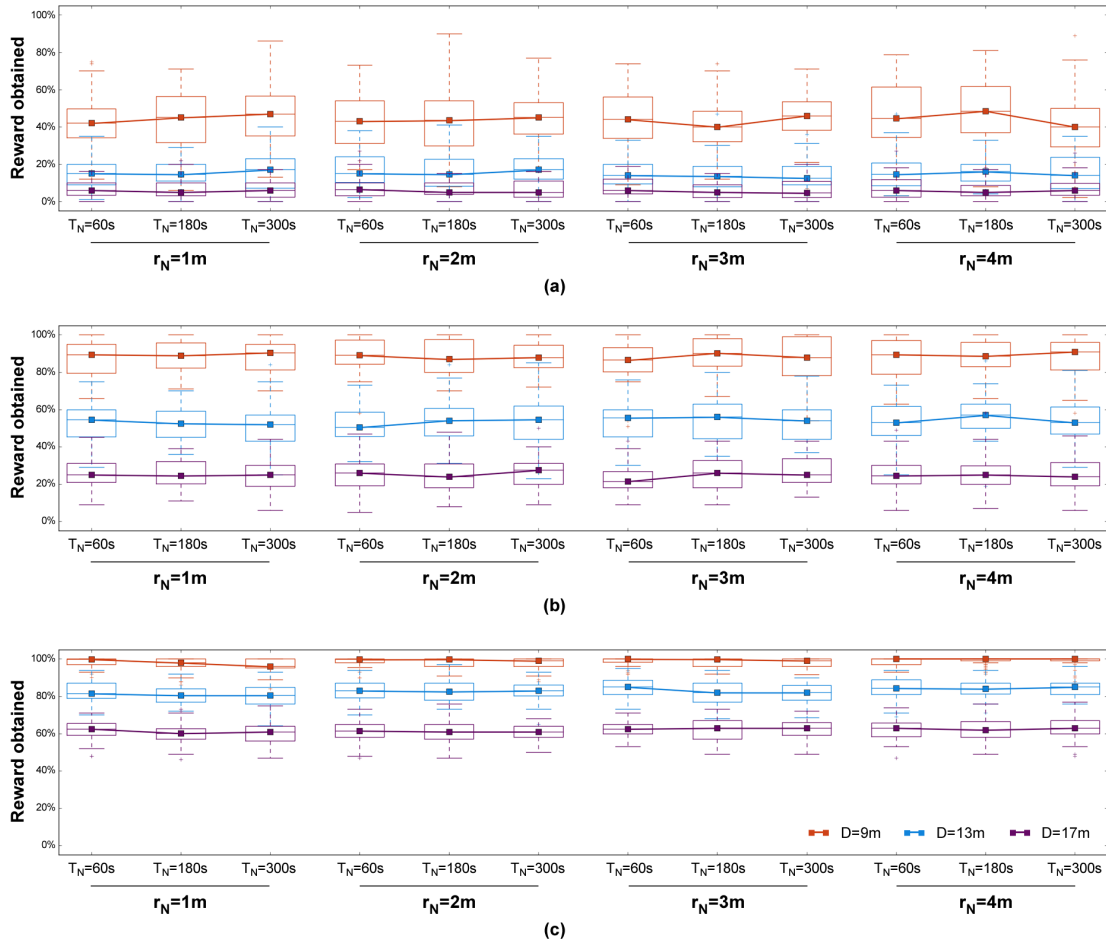 100%
80%
60%
40%
20%
0%
Reward obtained
T_N=60s T_N=180s T_N=300s T_N=60s T_N=180s T_N=300s T_N=60s T_N=180s T_N=300s T_N=60s T_N=180s T_N=300s
r_N=1m r_N=2m r_N=3m r_N=4m
(a)
100%
80%
60%
40%
20%
0%
Reward obtained
T_N=60s T_N=180s T_N=300s T_N=60s T_N=180s T_N=300s T_N=60s T_N=180s T_N=300s T_N=60s T_N=180s T_N=300s
r_N=1m r_N=2m r_N=3m r_N=4m
(b)
100%
80%
60%
40%
20%
0%
Reward obtained
D=9m D=13m D=17m
T_N=60s T_N=180s T_N=300s T_N=60s T_N=180s T_N=300s T_N=60s T_N=180s T_N=300s T_N=60s T_N=180s T_N=300s
r_N=1m r_N=2m r_N=3m r_N=4m
(c)